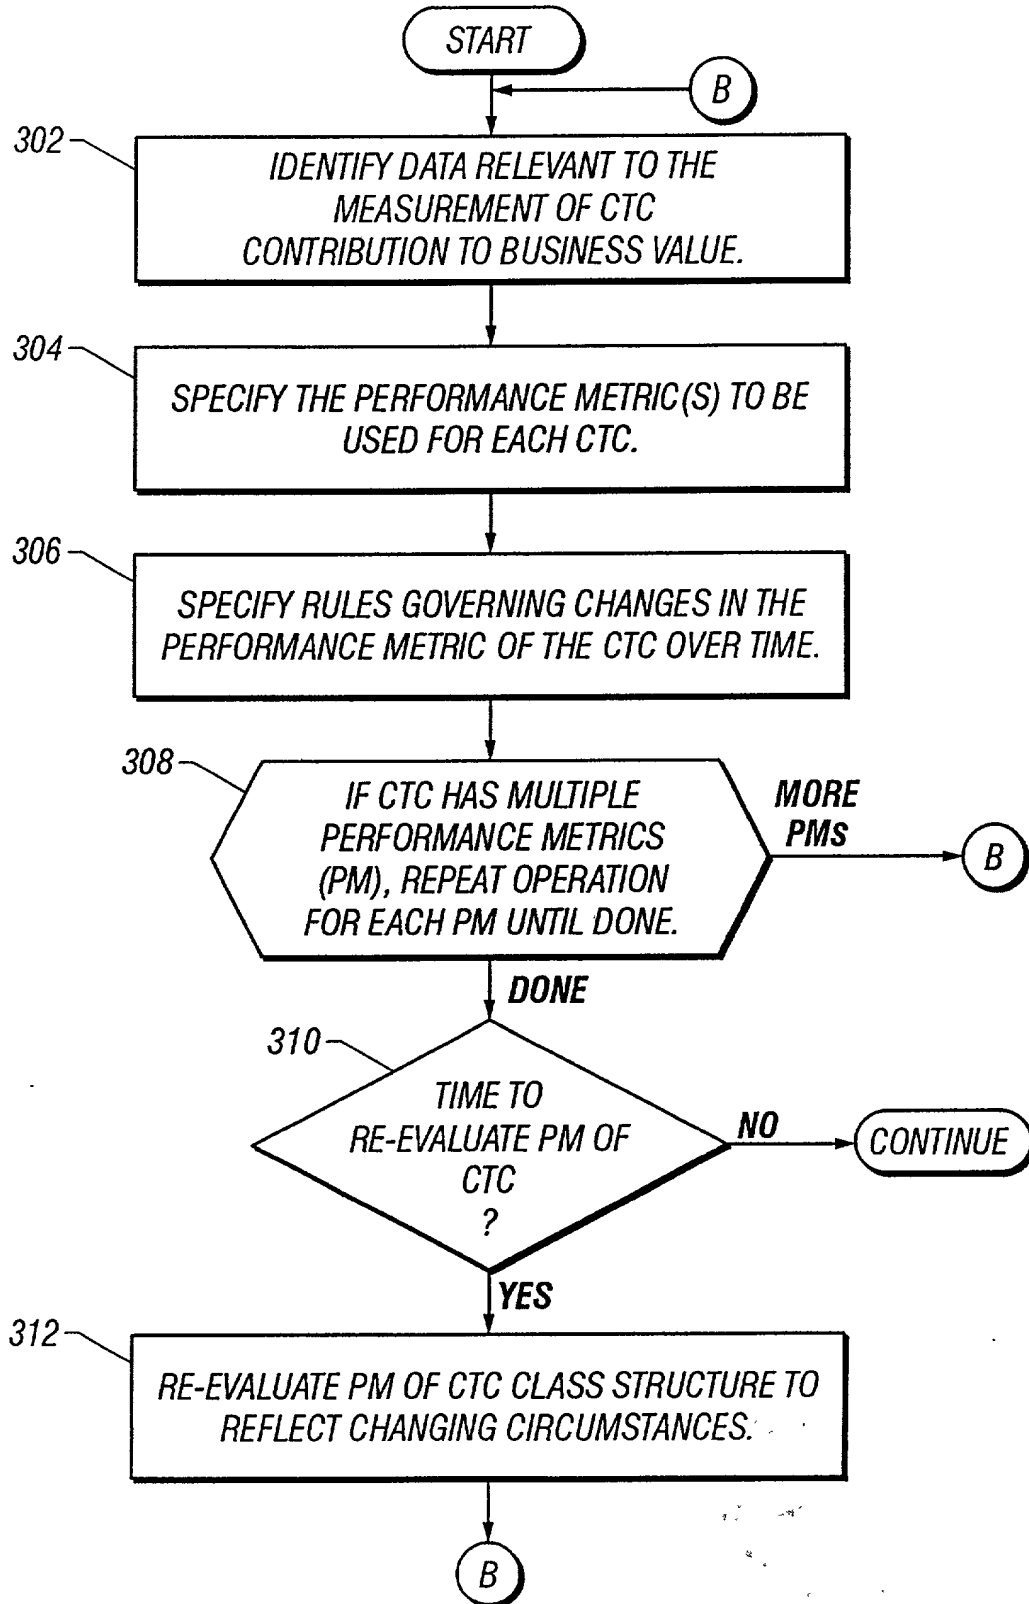 START
B
302
IDENTIFY DATA RELEVANT TO THE
MEASUREMENT OF CTC
CONTRIBUTION TO BUSINESS VALUE.
304
SPECIFY THE PERFORMANCE METRIC(S) TO BE
USED FOR EACH CTC.
306
SPECIFY RULES GOVERNING CHANGES IN THE
PERFORMANCE METRIC OF THE CTC OVER TIME.
308
IF CTC HAS MULTIPLE
PERFORMANCE METRICS
(PM), REPEAT OPERATION
FOR EACH PM UNTIL DONE.
MORE
PMs
B
DONE
310
TIME TO
RE-EVALUATE PM OF
CTC
?
NO
CONTINUE
YES
312
RE-EVALUATE PM OF CTC CLASS STRUCTURE TO
REFLECT CHANGING CIRCUMSTANCES.
B